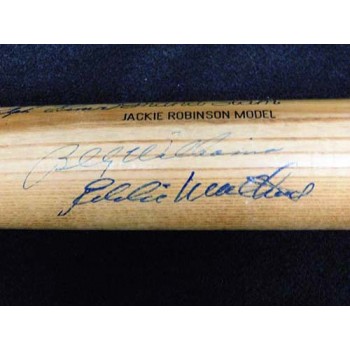 JACKIE ROBINSON MODEL
Billy Williams
Eddie Mathews